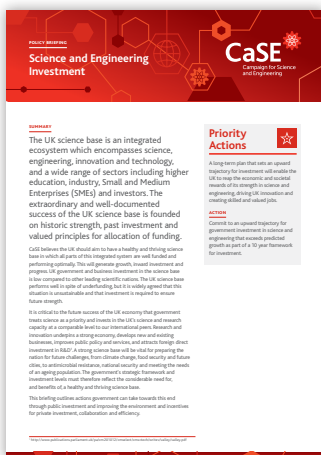 POLICY BRIEFING
Science and Engineering
Investment
CaSE
Campaign for Science
and Engineering
SUMMARY
The UK science base is an integrated
ecosystem which encompasses science,
engineering, innovation and technology,
and a wide range of sectors including higher
education, industry, Small and Medium
Enterprises (SMEs) and investors. The
extraordinary and well-documented
success of the UK science base is founded
on historic strength, past investment and
valued principles for allocation of funding.
CaSE believes the UK should aim to have a healthy and thriving science
base in which all parts of this integrated system are well funded and
performing optimally. This will generate growth, inward investment and
progress. UK government and business investment in the science base
is low compared to other leading scientific nations. The UK science base
performs well in spite of underfunding, but it is widely agreed that this
situation is unsustainable and that investment is required to ensure
future strength.
It is critical to the future success of the UK economy that government
treats science as a priority and invests in the UK's science and research
capacity at a comparable level to our international peers. Research and
innovation underpins a strong economy, develops new and existing
businesses, improves public policy and services, and attracts foreign direct
investment in R&D¹. A strong science base will be vital for preparing the
nation for future challenges; from climate change, food security and future
cities, to antimicrobial resistance, national security and meeting the needs
of an ageing population. The government's strategic framework and
investment levels must therefore reflect the considerable need for,
and benefits of, a healthy and thriving science base.
This briefing outlines actions government can take towards this end
through public investment and improving the environment and incentives
for private investment, collaboration and efficiency.
Priority
Actions
A long-term plan that sets an upward
trajectory for investment will enable the
UK to reap the economic and societal
rewards of its strength in science and
engineering, driving UK innovation and
creating skilled and valued jobs.
ACTION
Commit to an upward trajectory for
government investment in science and
engineering that exceeds predicted
growth as part of a 10 year framework
for investment.